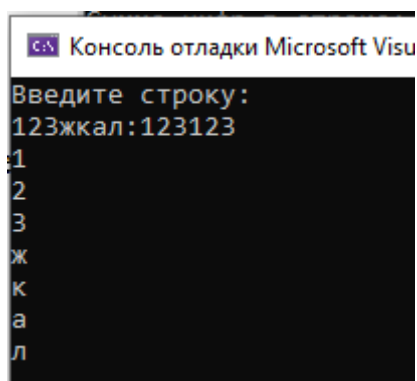 Консоль отладки Microsoft Visu
Введите строку:
123жкал:123123
1
2
3
ж
к
а
л